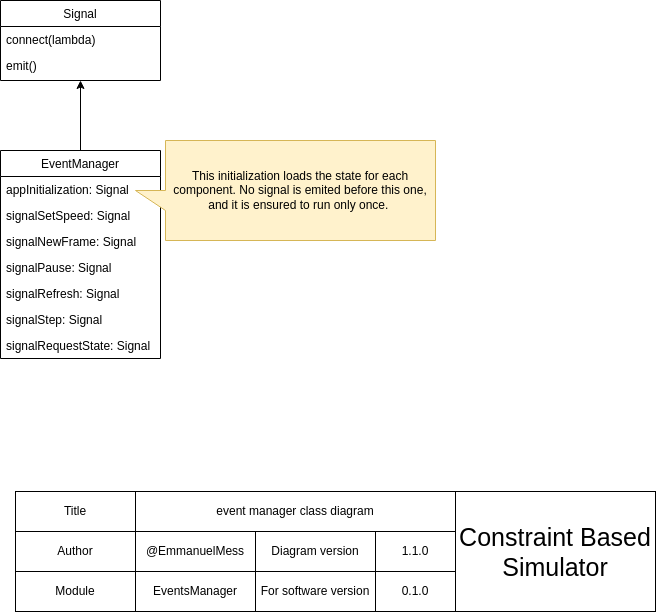 Signal
connect(lambda)
emit()
EventManager
appInitialization: Signal
signalSetSpeed: Signal
signalNewFrame: Signal
signalPause: Signal
signalRefresh: Signal
signalStep: Signal
signalRequestState: Signal
This initialization loads the state for each
component. No signal is emited before this one,
and it is ensured to run only once.
Title
event manager class diagram
Author
@EmmanuelMess
Diagram version
1.1.0
Module
EventsManager
For software version
0.1.0
Constraint Based
Simulator